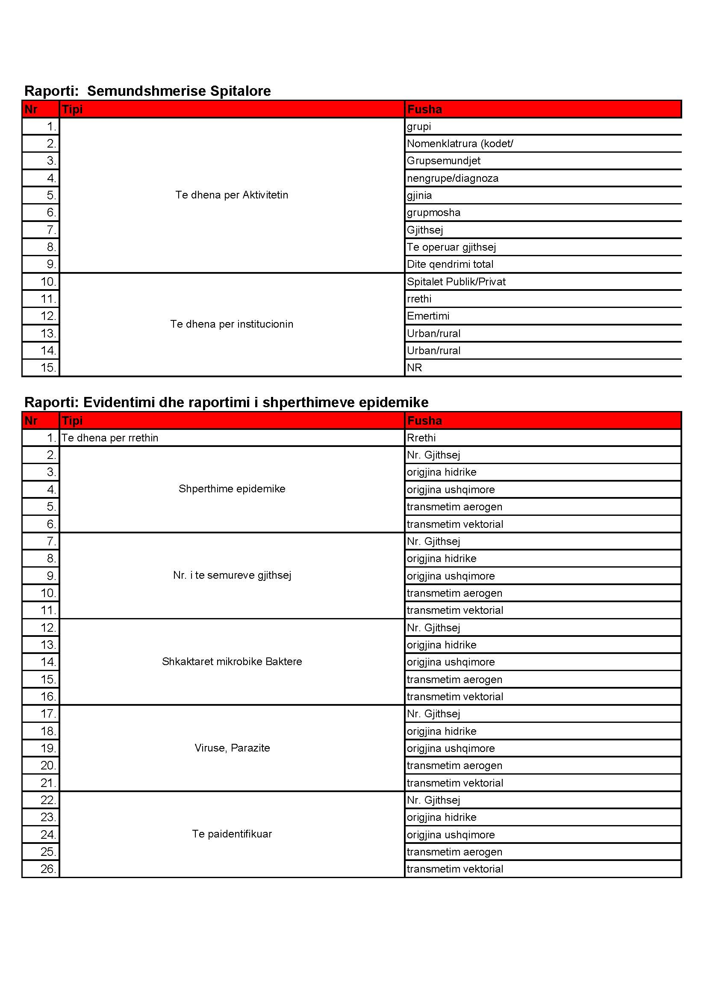 Raporti:  Semundshmerise Spitalore
Nr Tipi Fusha
1. grupi
2. Nomenklatrura (kodet/
3. Grupsemundjet
4. nengrupe/diagnoza
5. Te dhena per Aktivitetin gjinia
6. grupmosha
7. Gjithsej
8. Te operuar gjithsej
9. Dite qendrimi total
10. Spitalet Publik/Privat
11. rrethi
12. Emertimi
Te dhena per institucionin
13. Urban/rural
14. Urban/rural
15. NR
Raporti: Evidentimi dhe raportimi i shperthimeve epidemike
Nr Tipi Fusha
1. Te dhena per rrethin Rrethi
2. Nr. Gjithsej
3. origjina hidrike
4. Shperthime epidemike origjina ushqimore
5. transmetim aerogen
6. transmetim vektorial
7. Nr. Gjithsej
8. origjina hidrike
9. Nr. i te semureve gjithsej origjina ushqimore
10. transmetim aerogen
11. transmetim vektorial
12. Nr. Gjithsej
13. origjina hidrike
14. Shkaktaret mikrobike Baktere origjina ushqimore
15. transmetim aerogen
16. transmetim vektorial
17. Nr. Gjithsej
18. origjina hidrike
19. Viruse, Parazite origjina ushqimore
20. transmetim aerogen
21. transmetim vektorial
22. Nr. Gjithsej
23. origjina hidrike
24. Te paidentifikuar origjina ushqimore
25. transmetim aerogen
26. transmetim vektorial